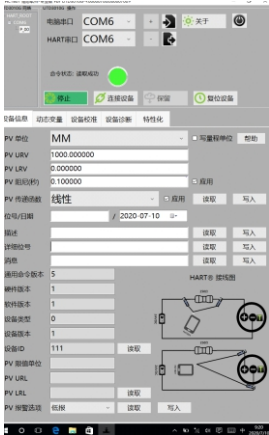 电脑串口 COM6 - + 关于
HART串口 COM6
命令状态: 读取成功
停止 连接设备 保留 复位设备
设备信息 动态变量 设备校准 设备诊断 特性化
PV 单位 MM 写量程单位 帮助
PV URV 1000.000000
PV LRV 0.000000
PV 阻尼(秒) 0.100000 应用
PV 传递函数 线性 应用 读取 写入
位号/日期 / 2020-07-10
描述 读取 写入
详细位号 读取 写入
消息 读取 写入
通用命令版本 5 HART® 接线图
硬件版本 1
软件版本 1
设备类型 0
设备版本 1
设备ID 111 读取
PV 限值单位
PV URL
PV LRL 读取 写入
PV 报警选项 低报 读取 写入